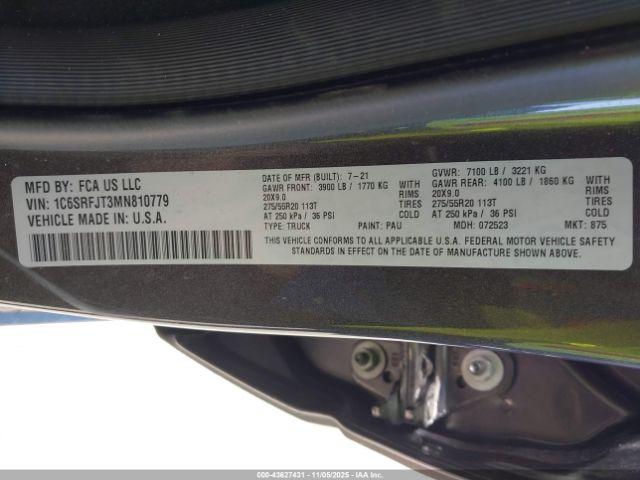 MFD BY: FCA US LLC
VIN: 1C6SRFJT3MN810779
VEHICLE MADE IN: U.S.A.
DATE OF MFR (BUILT): 7-21
GAWR FRONT: 3900 LB / 1770 KG WITH
20X9.0 RIMS
275/55R20 113T TIRES
AT 250 kPa / 36 PSI
TYPE: TRUCK PAINT: PAU
GVWR: 7100 LB / 3221 KG
GAWR REAR: 4100 LB / 1860 KG WITH
20X9.0 RIMS
275/55R20 113T TIRES
AT 250 kPa / 36 PSI
MDH: 072523 MKT: 875
THIS VEHICLE CONFORMS TO ALL APPLICABLE U.S.A. FEDERAL MOTOR VEHICLE SAFETY
STANDARDS IN EFFECT ON THE DATE OF MANUFACTURE SHOWN ABOVE.
000-43627431 - 11/05/2025 - IAAI.COM